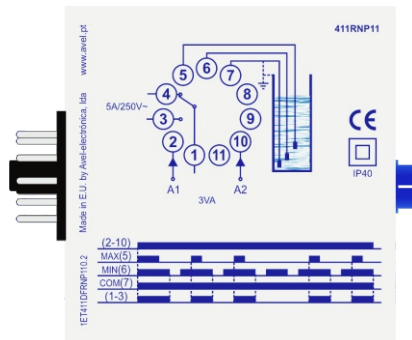 411RNP11
www.avel.pt
Made in E.U. by Avel-electrónica, lda
1ET411DFRNP110.2
5
6
7
4
8
5A/250V~
3
9
2
10
1
11
A1
A2
3VA
CE
IP40
(2-10)
MAX(5)
MIN(6)
COM(7)
(1-3)